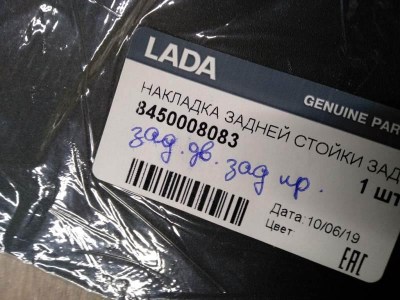 LADA
GENUINE PAR
НАКЛАДКА ЗАДНЕЙ СТОЙКИ ЗАД
8450008083
1 шт
зад. дв. зад пр.
Дата: 10/06/19
Цвет:
EAC